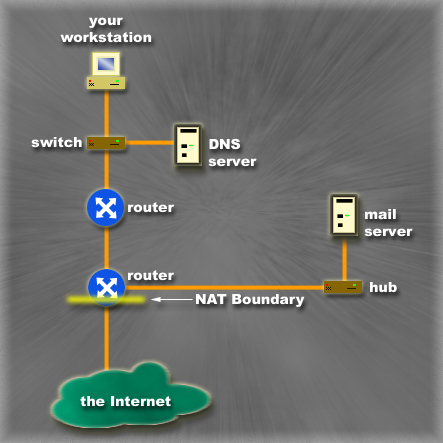 your
workstation
switch
DNS
server
router
mail
server
router
hub
NAT Boundary
the Internet